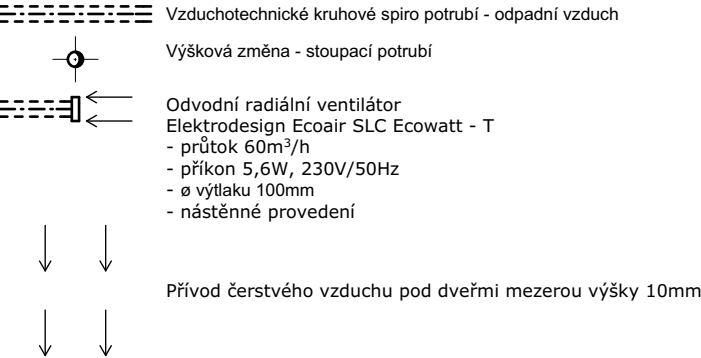 Vzduchotechnické kruhové spiro potrubí - odpadní vzduch
Výšková změna - stoupací potrubí
Odvodní radiální ventilátor
Elektrodesign Ecoair SLC Ecowatt - T
- průtok 60m³/h
- příkon 5,6W, 230V/50Hz
- ø výtlaku 100mm
- nástěnné provedení
Přívod čerstvého vzduchu pod dveřmi mezerou výšky 10mm